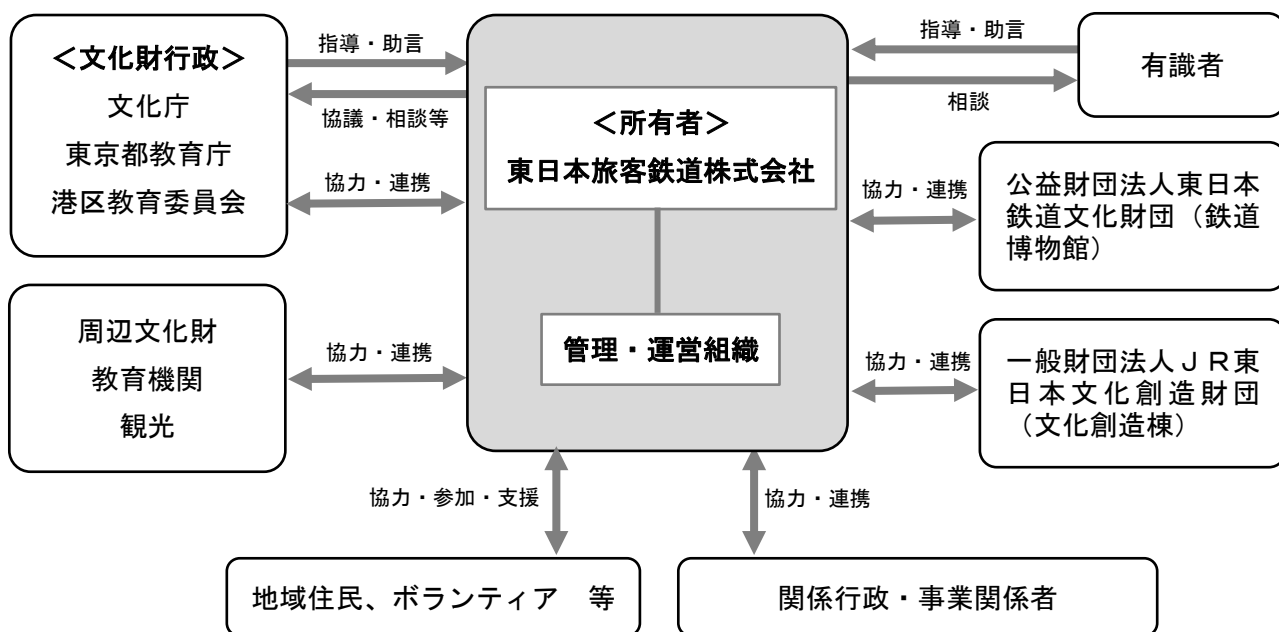 ＜文化財行政＞
文化庁
東京都教育庁
港区教育委員会
指導・助言
協議・相談等
協力・連携
＜所有者＞
東日本旅客鉄道株式会社
管理・運営組織
指導・助言
相談
有識者
協力・連携
公益財団法人東日本
鉄道文化財団（鉄道
博物館）
周辺文化財
教育機関
観光
協力・連携
協力・連携
一般財団法人ＪＲ東
日本文化創造財団
（文化創造棟）
協力・参加・支援
協力・連携
地域住民、ボランティア　等
関係行政・事業関係者